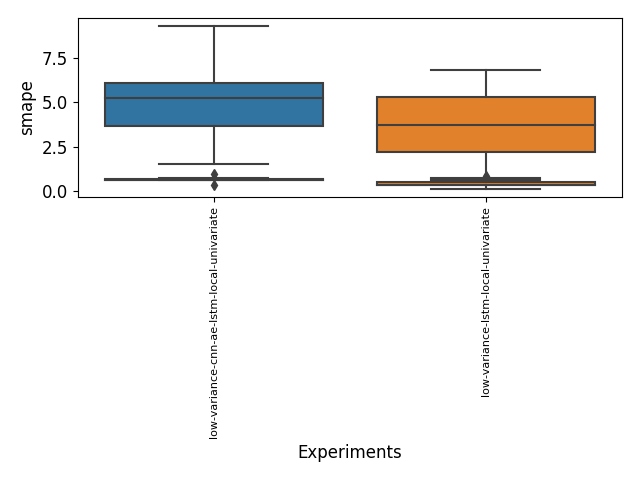 7.5
5.0
2.5
0.0
smape
low-variance-cnn-ae-lstm-local-univariate
low-variance-lstm-local-univariate
Experiments